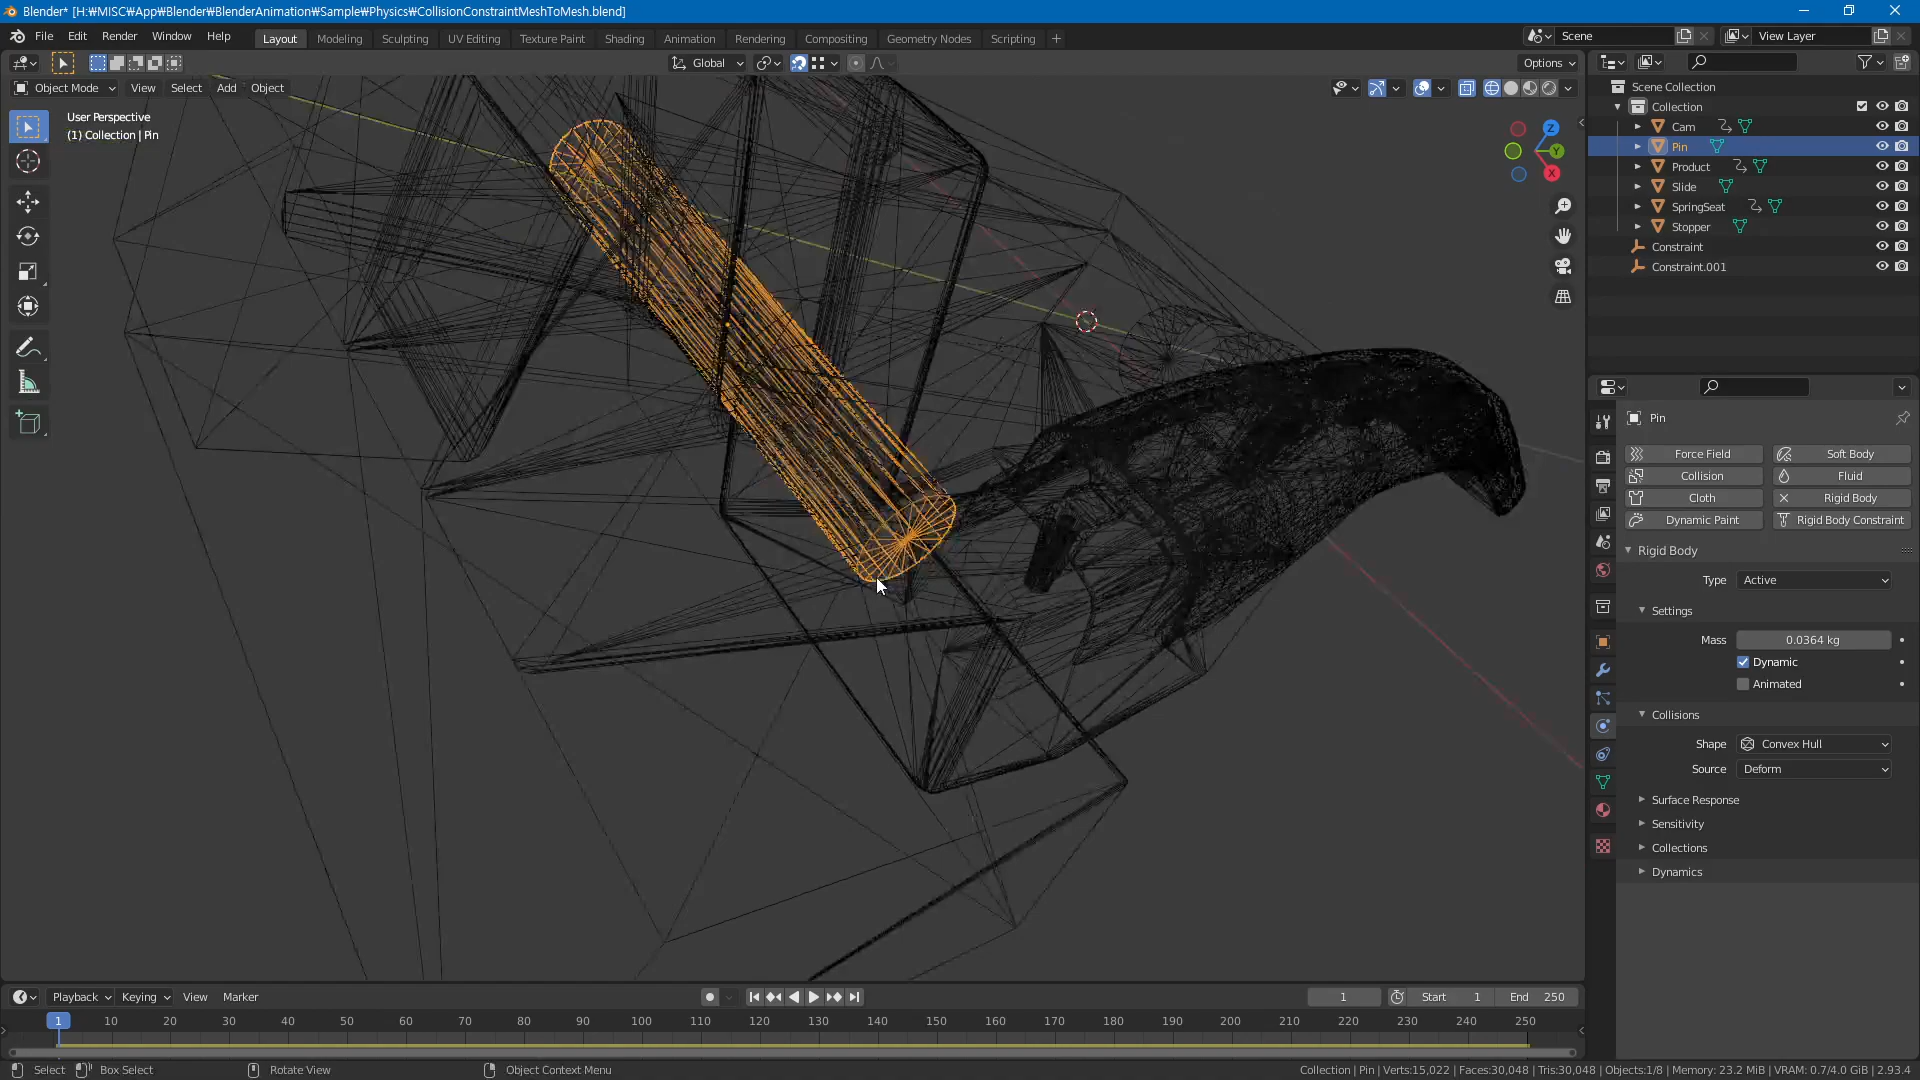 Blender* [H:₩MISC₩App₩Blender₩BlenderAnimation₩Sample₩Physics₩CollisionConstraintMeshToMesh.blend]
File Edit Render Window Help Layout Modeling Sculpting UV Editing Texture Paint Shading Animation Rendering Compositing Geometry Nodes Scripting + Scene View Layer
Global Options
Object Mode View Select Add Object
User Perspective
(1) Collection | Pin
Z
Y
X
Scene Collection
Collection
Cam
Pin
Product
Slide
SpringSeat
Stopper
Constraint
Constraint.001
Pin
Force Field Soft Body
Collision Fluid
Cloth Rigid Body
Dynamic Paint Rigid Body Constraint
Rigid Body
Type Active
Settings
Mass 0.0364 kg
Dynamic
Animated
Collisions
Shape Convex Hull
Source Deform
Surface Response
Sensitivity
Collections
Dynamics
Playback Keying View Marker 1 Start 1 End 250
1 10 20 30 40 50 60 70 80 90 100 110 120 130 140 150 160 170 180 190 200 210 220 230 240 250
Select Box Select Rotate View Object Context Menu Collection | Pin | Verts:15,022 | Faces:30,048 | Tris:30,048 | Objects:1/8 | Memory: 23.2 MiB | VRAM: 0.7/4.0 GiB | 2.93.4